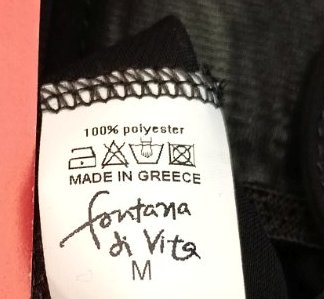 100% polyester
MADE IN GREECE
fontana
di Vita
M